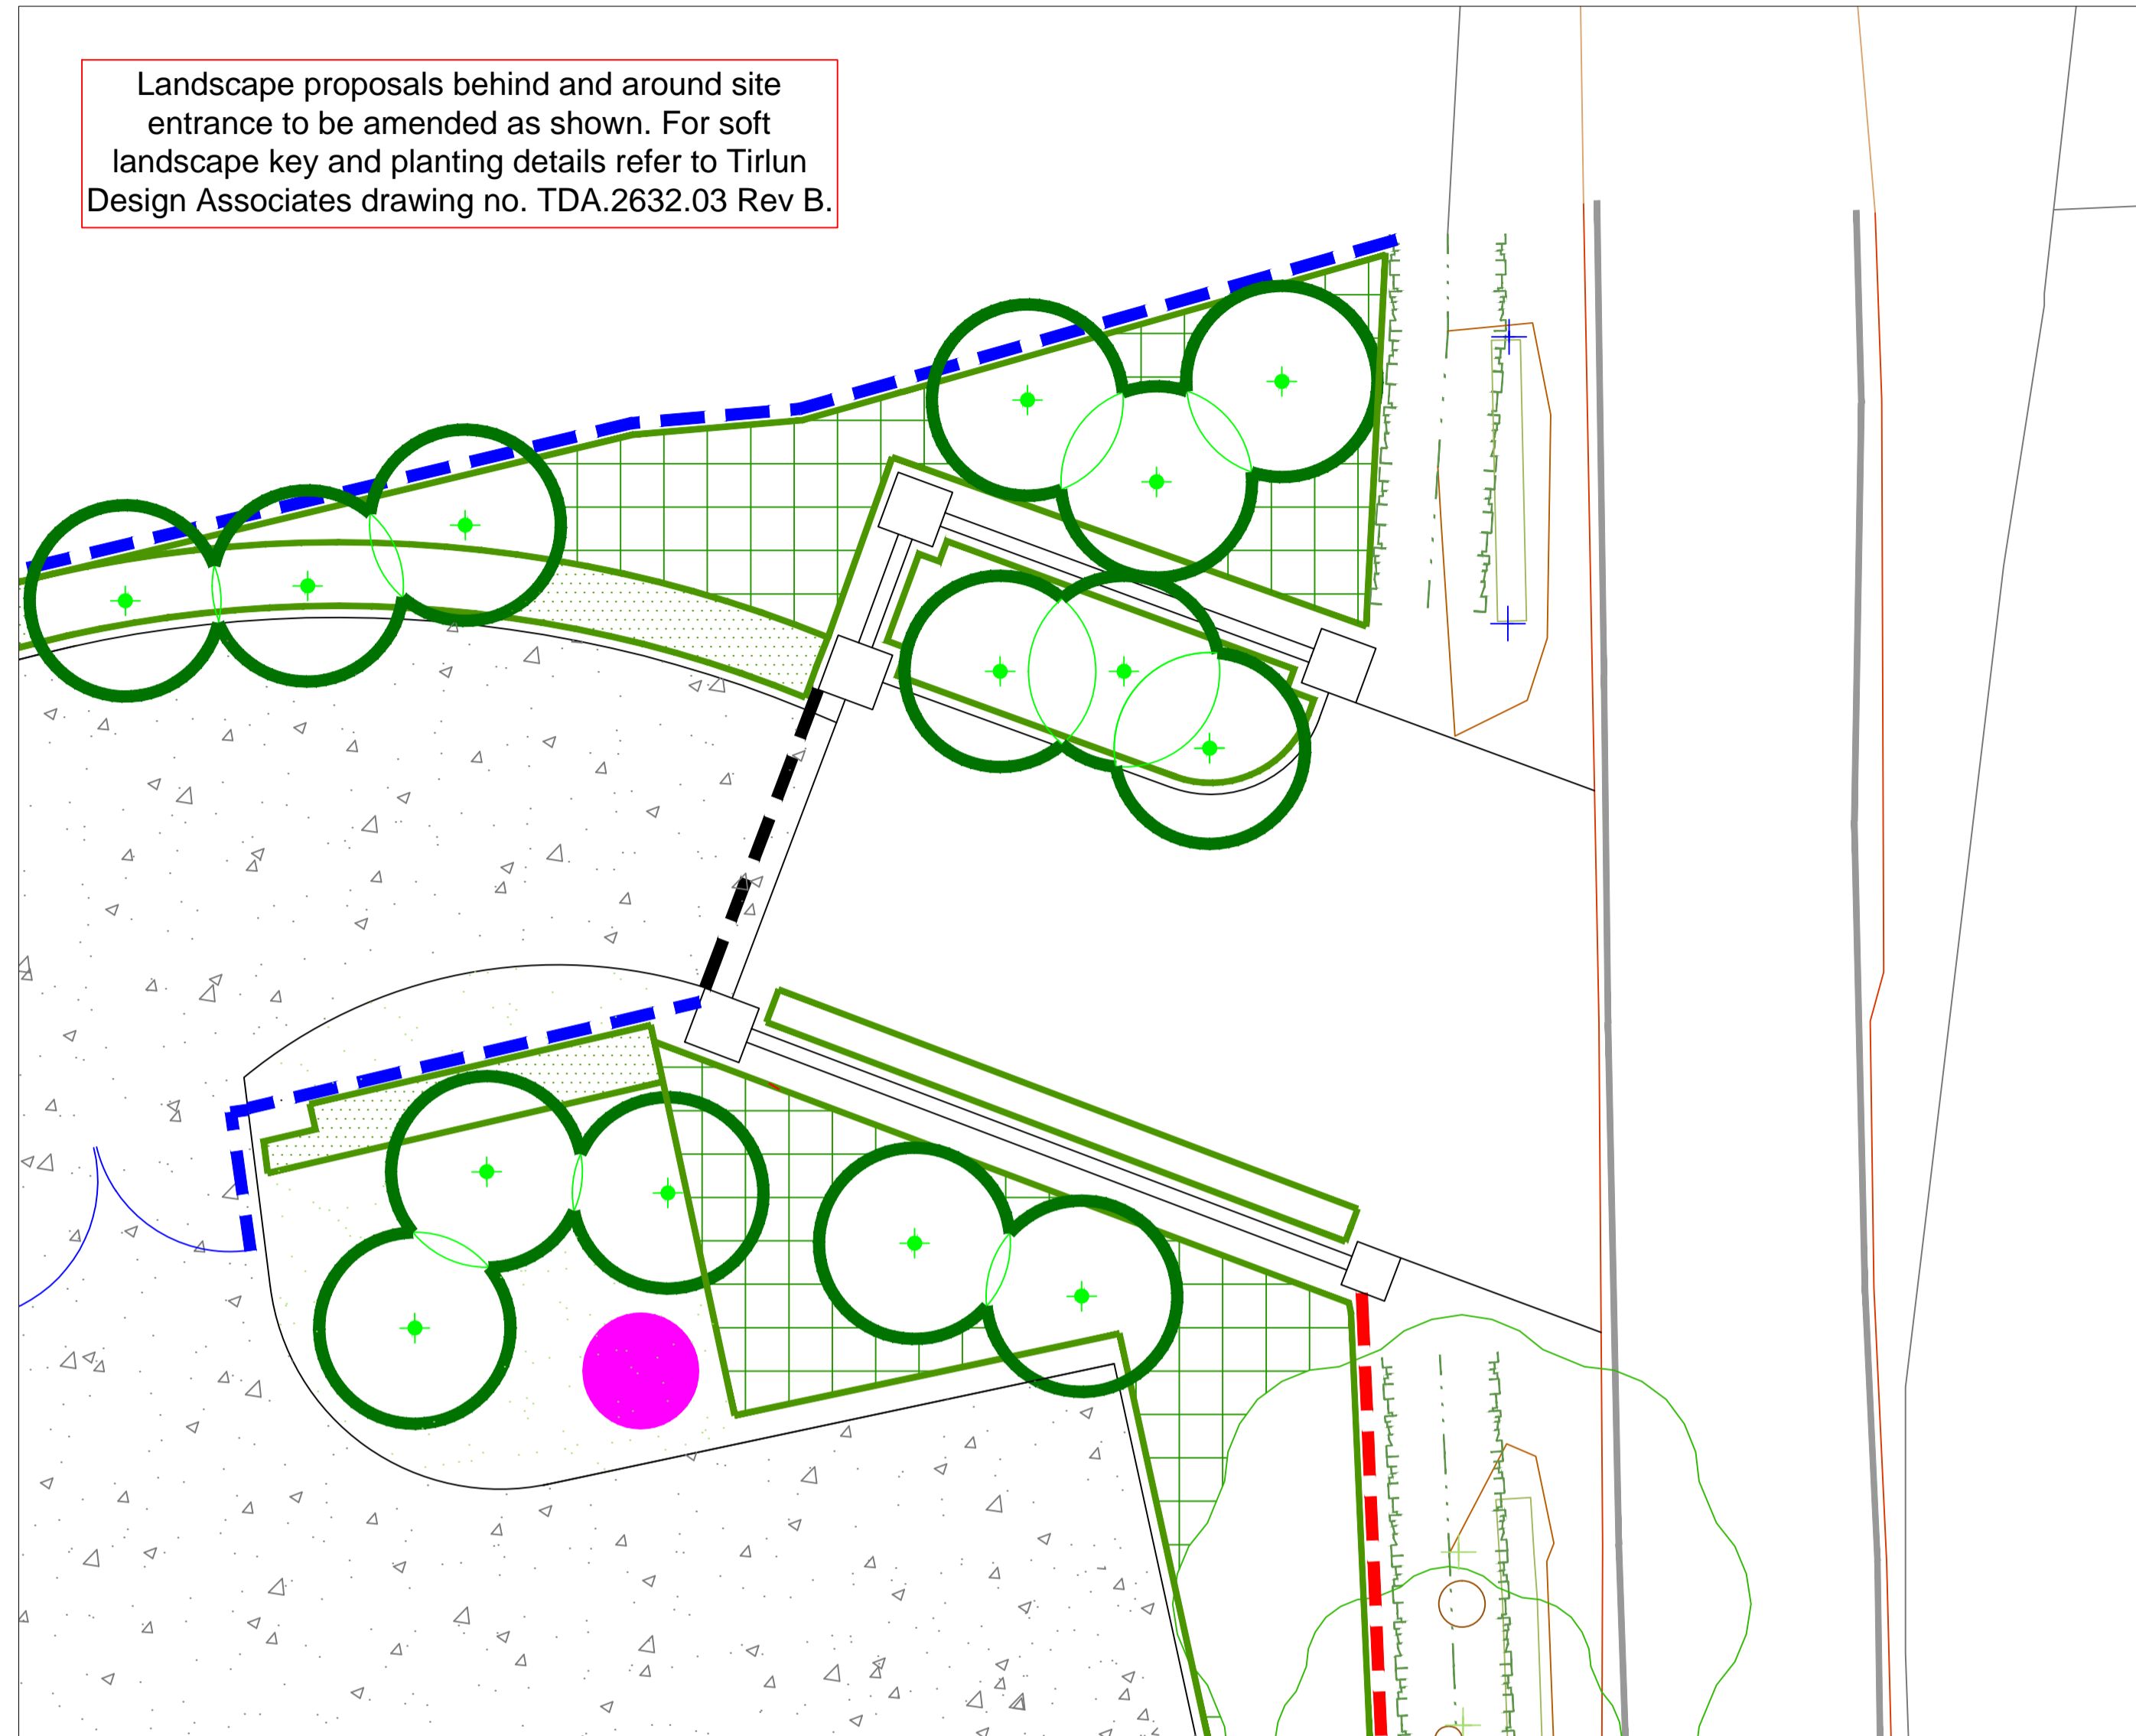 Landscape proposals behind and around site
entrance to be amended as shown. For soft
landscape key and planting details refer to Tirlun
Design Associates drawing no. TDA.2632.03 Rev B.